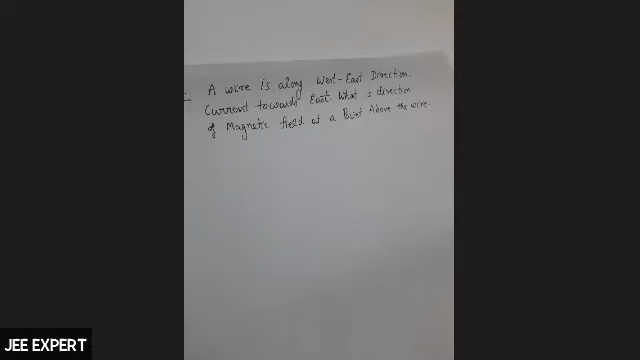 A wire is along West-East Direction.
Current towards East. What is direction
of Magnetic field at a Point Above the wire.
JEE EXPERT